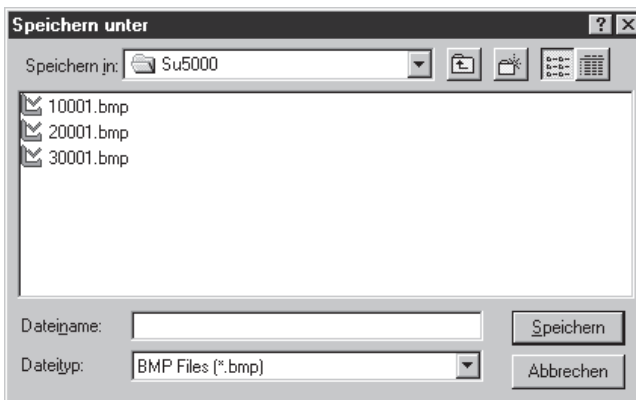 Speichern unter
Speichern in: Su5000
10001.bmp
20001.bmp
30001.bmp
Dateiname: Speichern
Dateityp: BMP Files (*.bmp) Abbrechen